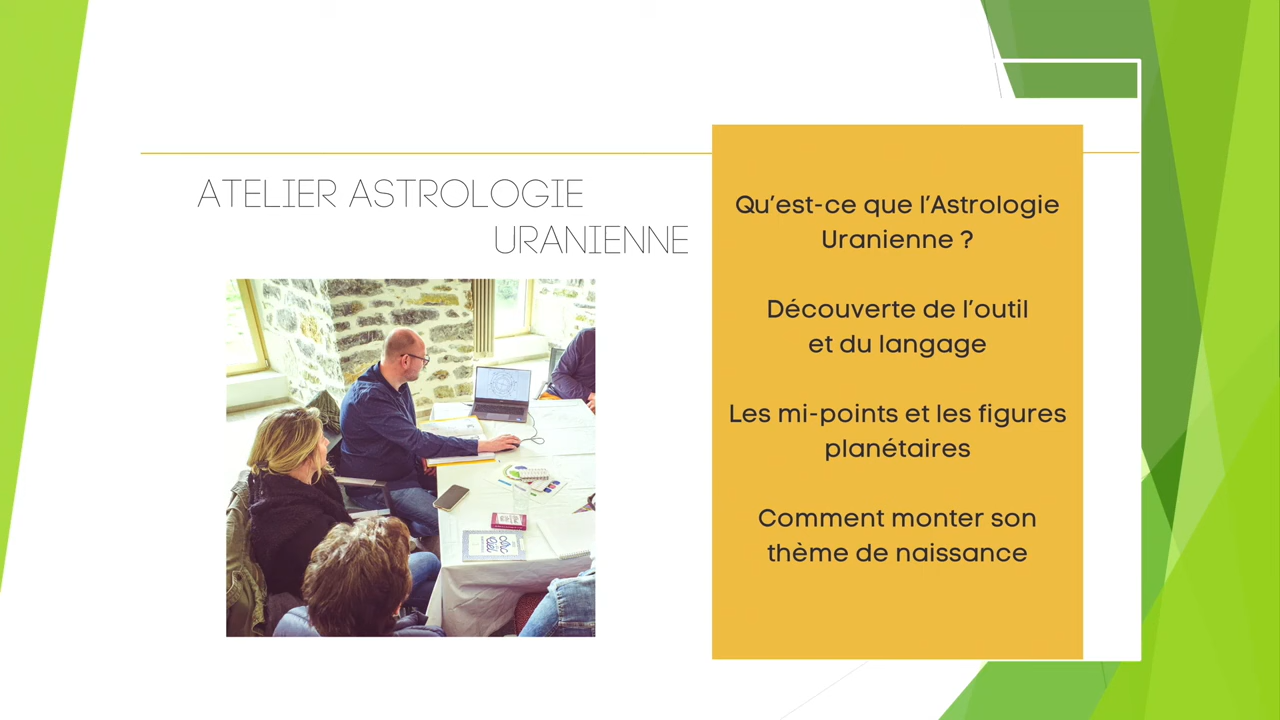 ATELIER ASTROLOGIE
URANIENNE
Qu'est-ce que l'Astrologie
Uranienne ?
Découverte de l'outil
et du langage
Les mi-points et les figures
planétaires
Comment monter son
thème de naissance